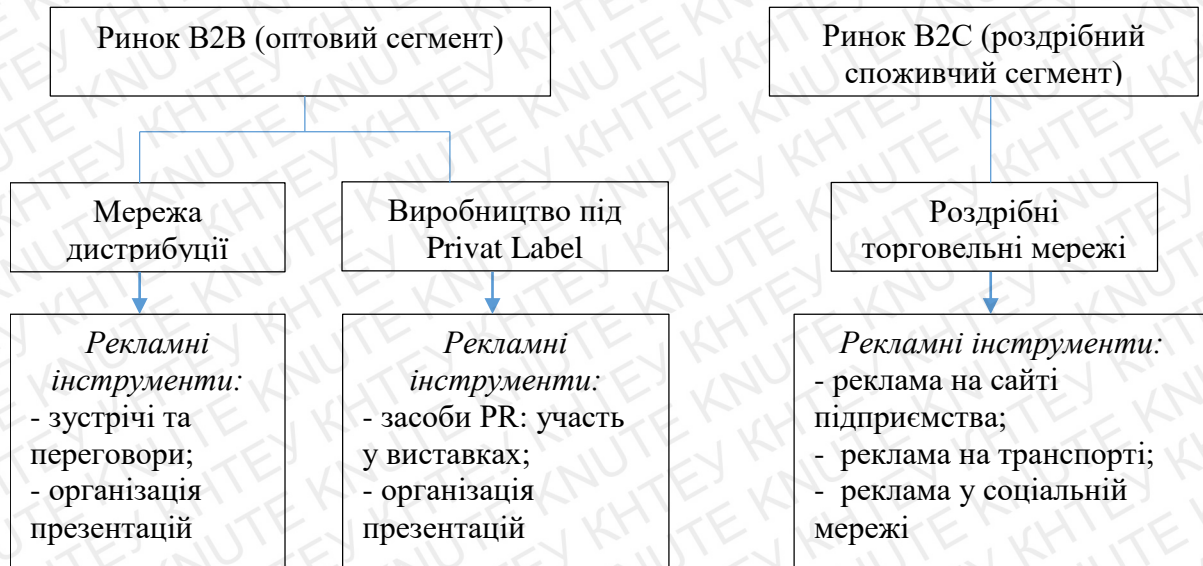 Ринок B2B (оптовий сегмент)
Ринок B2C (роздрібний
споживчий сегмент)
Мережа
дистрибуції
Виробництво під
Privat Label
Роздрібні
торговельні мережі
Рекламні
інструменти:
- зустрічі та
переговори;
- організація
презентацій
Рекламні
інструменти:
- засоби PR: участь
у виставках;
- організація
презентацій
Рекламні інструменти:
- реклама на сайті
підприємства;
- реклама на транспорті;
- реклама у соціальній
мережі